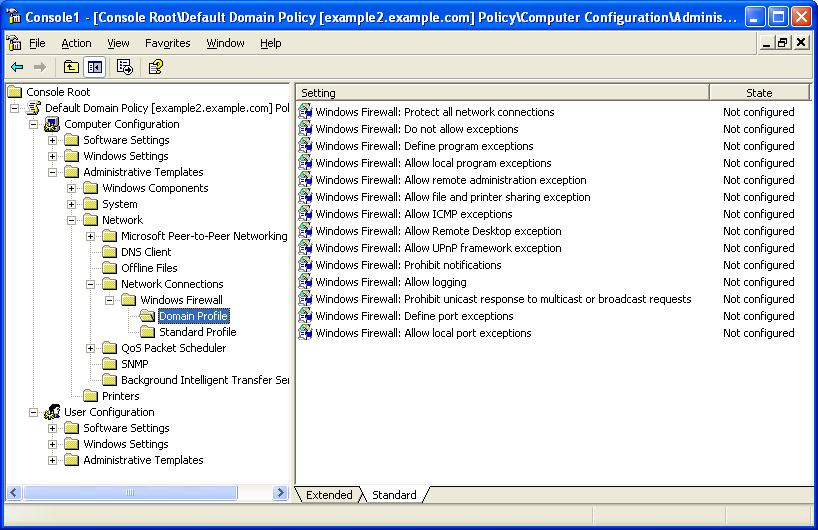 Console1 - [Console Root\Default Domain Policy [example2.example.com] Policy\Computer Configuration\Adminis...
File Action View Favorites Window Help
Console Root
Default Domain Policy [example2.example.com] Pol
Computer Configuration
Software Settings
Windows Settings
Administrative Templates
Windows Components
System
Network
Microsoft Peer-to-Peer Networking
DNS Client
Offline Files
Network Connections
Windows Firewall
Domain Profile
Standard Profile
QoS Packet Scheduler
SNMP
Background Intelligent Transfer Ser
Printers
User Configuration
Software Settings
Windows Settings
Administrative Templates
Setting State
Windows Firewall: Protect all network connections Not configured
Windows Firewall: Do not allow exceptions Not configured
Windows Firewall: Define program exceptions Not configured
Windows Firewall: Allow local program exceptions Not configured
Windows Firewall: Allow remote administration exception Not configured
Windows Firewall: Allow file and printer sharing exception Not configured
Windows Firewall: Allow ICMP exceptions Not configured
Windows Firewall: Allow Remote Desktop exception Not configured
Windows Firewall: Allow UPnP framework exception Not configured
Windows Firewall: Prohibit notifications Not configured
Windows Firewall: Allow logging Not configured
Windows Firewall: Prohibit unicast response to multicast or broadcast requests Not configured
Windows Firewall: Define port exceptions Not configured
Windows Firewall: Allow local port exceptions Not configured
Extended Standard